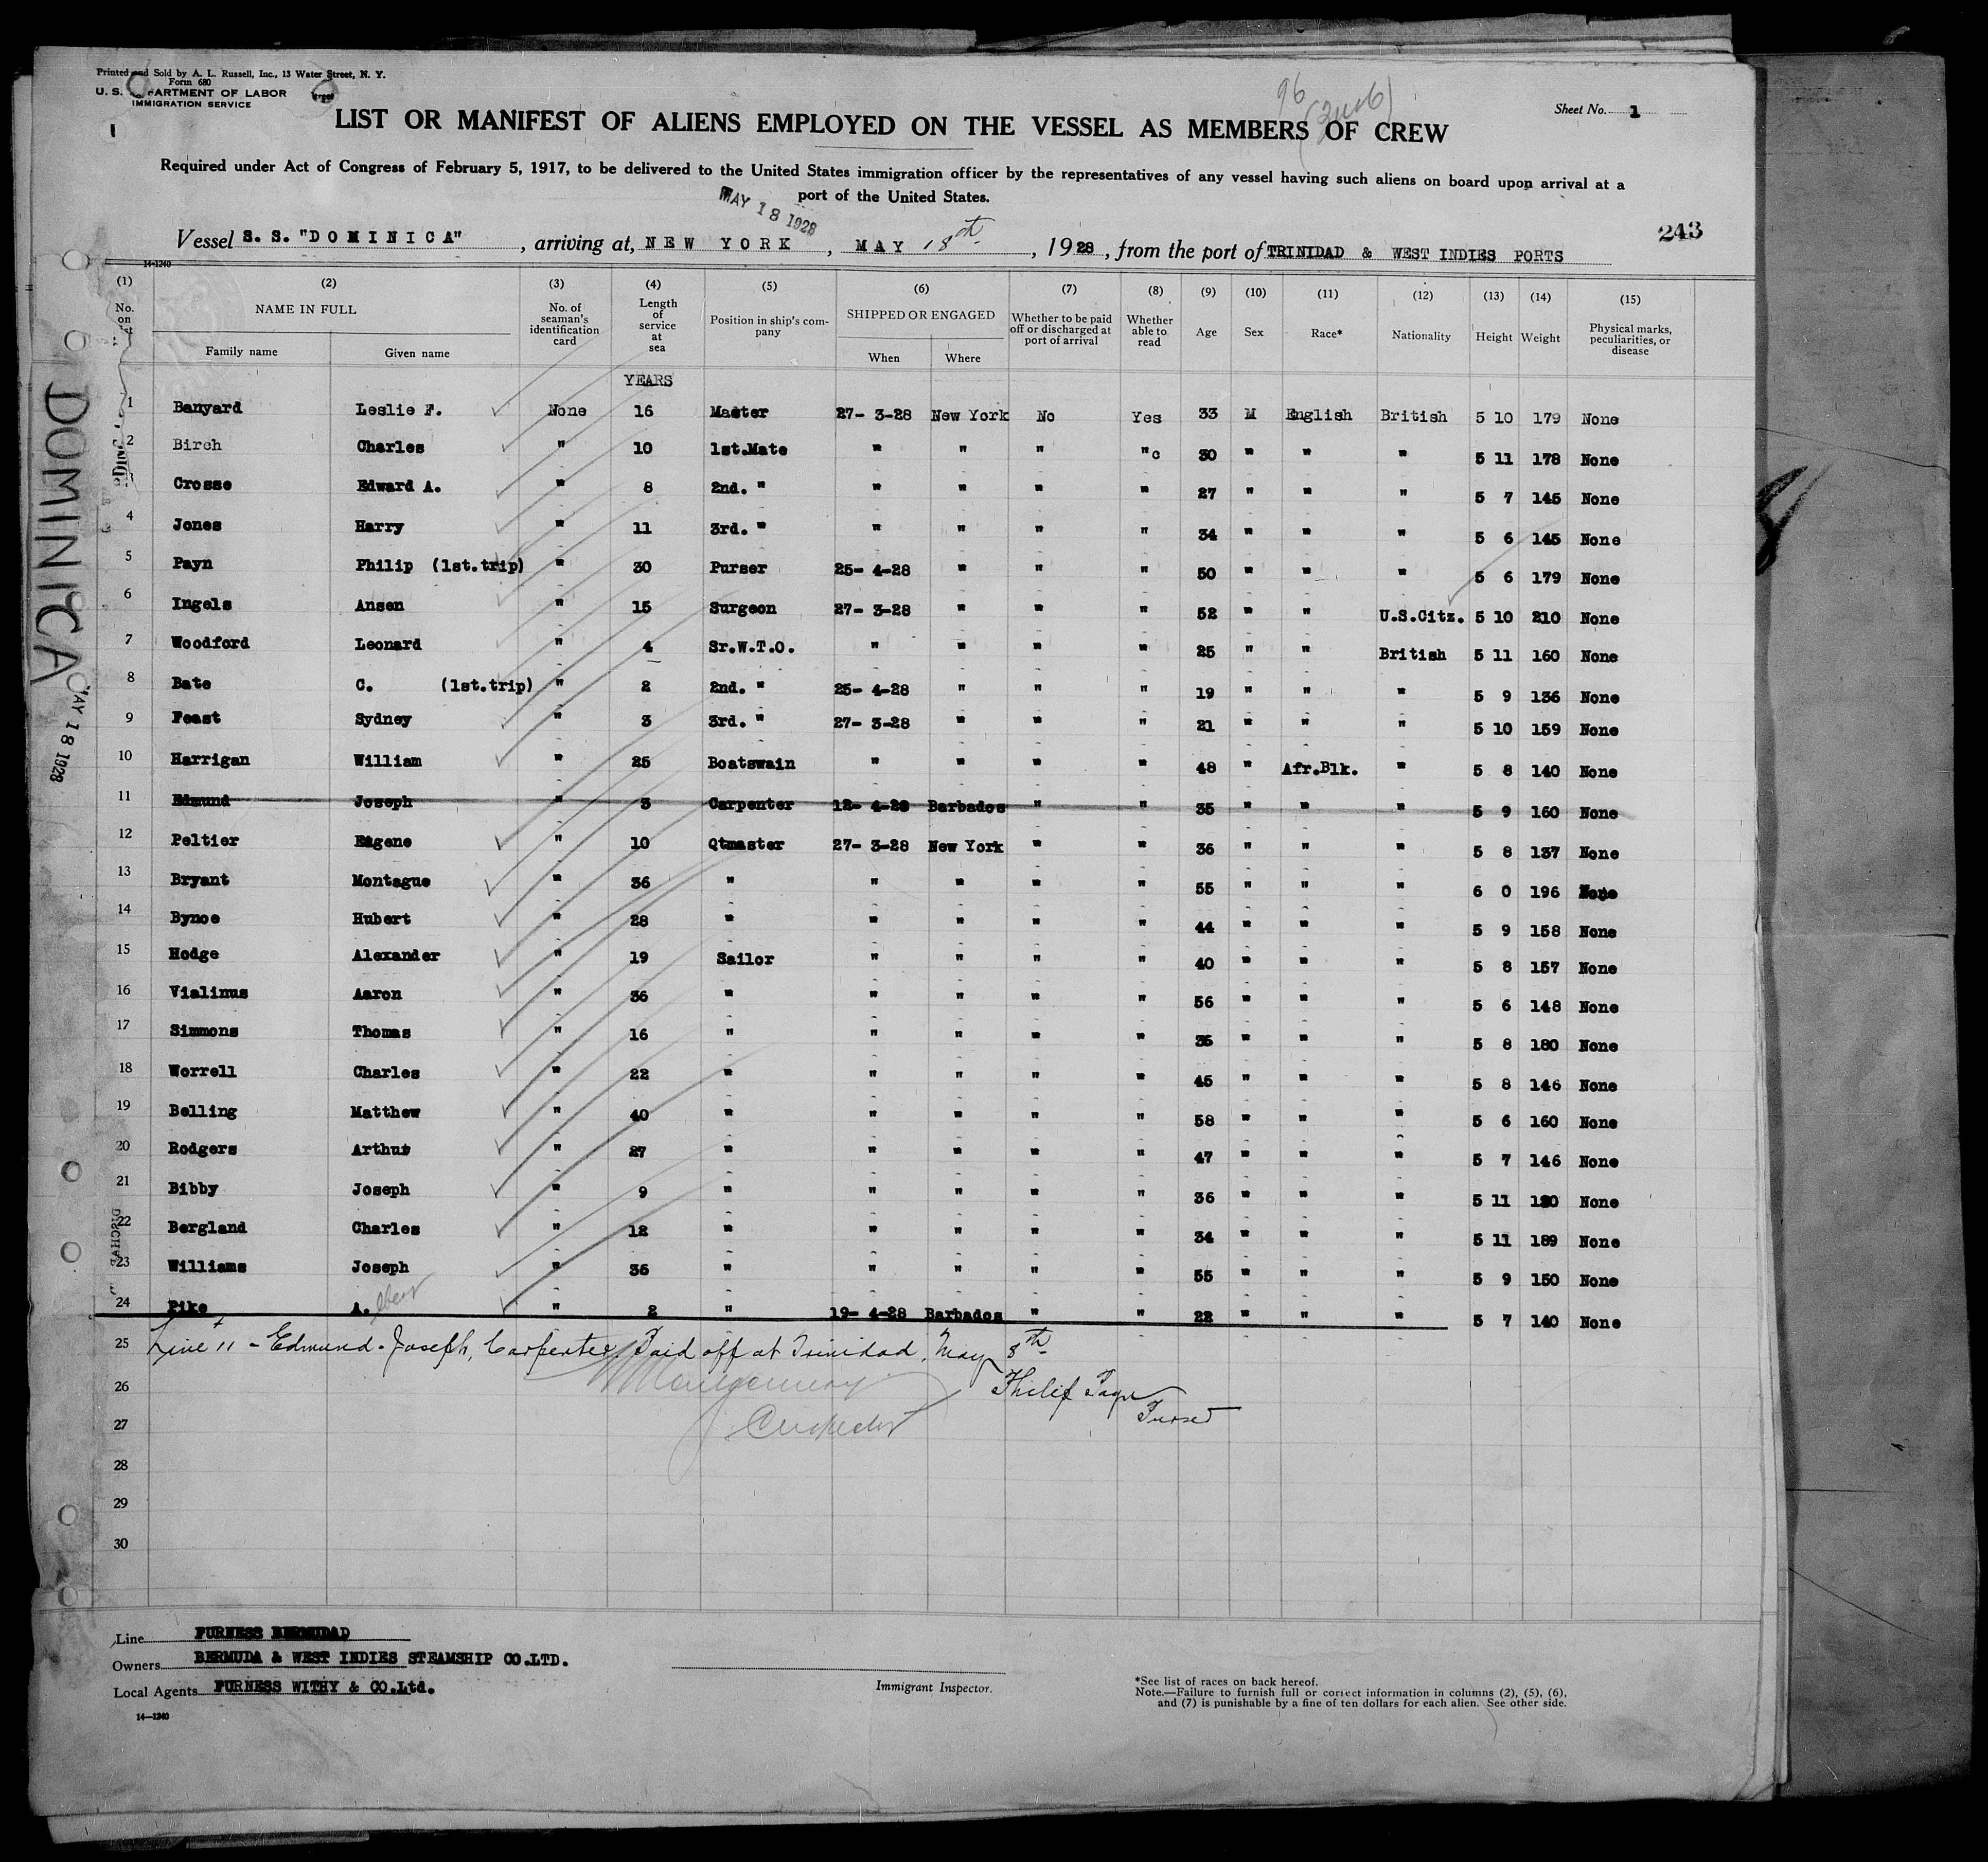 Printed and Sold by A. L. Russell, Inc., 13 Water Street, N. Y.
Form 680
U. S. DEPARTMENT OF LABOR
IMMIGRATION SERVICE
96
Sheet No. 1
LIST OR MANIFEST OF ALIENS EMPLOYED ON THE VESSEL AS MEMBERS OF CREW
Required under Act of Congress of February 5, 1917, to be delivered to the United States immigration officer by the representatives of any vessel having such aliens on board upon arrival at a
port of the United States.
MAY 18 1928
243
Vessel S. S. "DOMINICA", arriving at, NEW YORK, MAY 18th, 1928, from the port of TRINIDAD & WEST INDIES PORTS
14-1240
(1) (2) (3) (4) (5) (6) (7) (8) (9) (10) (11) (12) (13) (14) (15)
No. on list NAME IN FULL Family name Given name No. of seaman's identification card Length of service at sea Position in ship's company SHIPPED OR ENGAGED When Where Whether to be paid off or discharged at port of arrival Whether able to read Age Sex Race* Nationality Height Weight Physical marks, peculiarities, or disease
YEARS
1 Banyard Leslie F. None 16 Master 27- 3-28 New York No Yes 33 M English British 5 10 179 None
2 Birch Charles " 10 1st.Mate " " " "c 30 " " " 5 11 178 None
Crosse Edward A. " 8 2nd. " " " " " 27 " " " 5 7 145 None
4 Jones Harry " 11 3rd. " " " " " 34 " " " 5 6 145 None
5 Payn Philip (1st.trip) " 30 Purser 25- 4-28 " " " 50 " " " 5 6 179 None
6 Ingels Ansen " 15 Surgeon 27- 3-28 " " " 52 " " U.S.Citz. 5 10 210 None
7 Woodford Leonard " 4 Sr.W.T.O. " " " " 25 " " British 5 11 160 None
8 Bate C. (1st.trip) " 2 2nd. " 25- 4-28 " " " 19 " " " 5 9 136 None
9 Feast Sydney " 3 3rd. " 27- 3-28 " " " 21 " " " 5 10 159 None
10 Harrigan William " 25 Boatswain " " " " 48 " Afr.Blk. " 5 8 140 None
11 Edmund Joseph " 3 Carpenter 12- 4-28 Barbados " " 35 " " " 5 9 160 None
12 Peltier Eugene " 10 Qtmaster 27- 3-28 New York " " 36 " " " 5 8 137 None
13 Bryant Montague " 36 " " " " " 55 " " " 6 0 196 None
14 Bynoe Hubert " 28 " " " " " 44 " " " 5 9 158 None
15 Hodge Alexander " 19 Sailor " " " " 40 " " " 5 8 157 None
16 Vialinus Aaron " 36 " " " " " 56 " " " 5 6 148 None
17 Simmons Thomas " 16 " " " " " 35 " " " 5 8 180 None
18 Worrell Charles " 22 " " " " " 45 " " " 5 8 146 None
19 Belling Matthew " 40 " " " " " 58 " " " 5 6 160 None
20 Rodgers Arthur " 27 " " " " " 47 " " " 5 7 146 None
21 Bibby Joseph " 9 " " " " " 36 " " " 5 11 180 None
22 Bergland Charles " 12 " " " " " 34 " " " 5 11 189 None
23 Williams Joseph " 36 " " " " " 55 " " " 5 9 150 None
24 Pike A. lbert " 2 " 19- 4-28 Barbados " " 22 " " " 5 7 140 None
25 Line 11 - Edmund - Joseph, Carpenter. Paid off at Trinidad, May 8th
26 Montgomery Philip Payn
27 Purser
28
29
30
Line FURNESS BERMUDAD
Owners BERMUDA & WEST INDIES STEAMSHIP CO.LTD.
Local Agents FURNESS WITHY & CO.Ltd.
14-1240
Immigrant Inspector.
*See list of races on back hereof.
Note.—Failure to furnish full or correct information in columns (2), (5), (6),
and (7) is punishable by a fine of ten dollars for each alien. See other side.
DOMINICA
MAY 18 1928
8